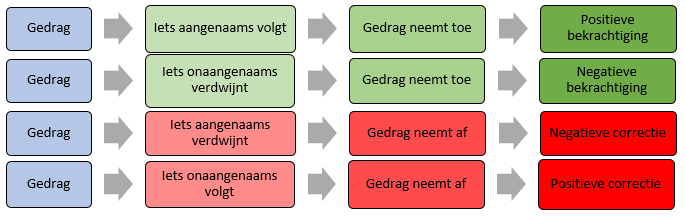 Gedrag
Iets aangenaams volgt
Gedrag neemt toe
Positieve
bekrachtiging
Gedrag
Iets onaangenaams
verdwijnt
Gedrag neemt toe
Negatieve
bekrachtiging
Gedrag
Iets aangenaams
verdwijnt
Gedrag neemt af
Negatieve correctie
Gedrag
Iets onaangenaams
volgt
Gedrag neemt af
Positieve correctie